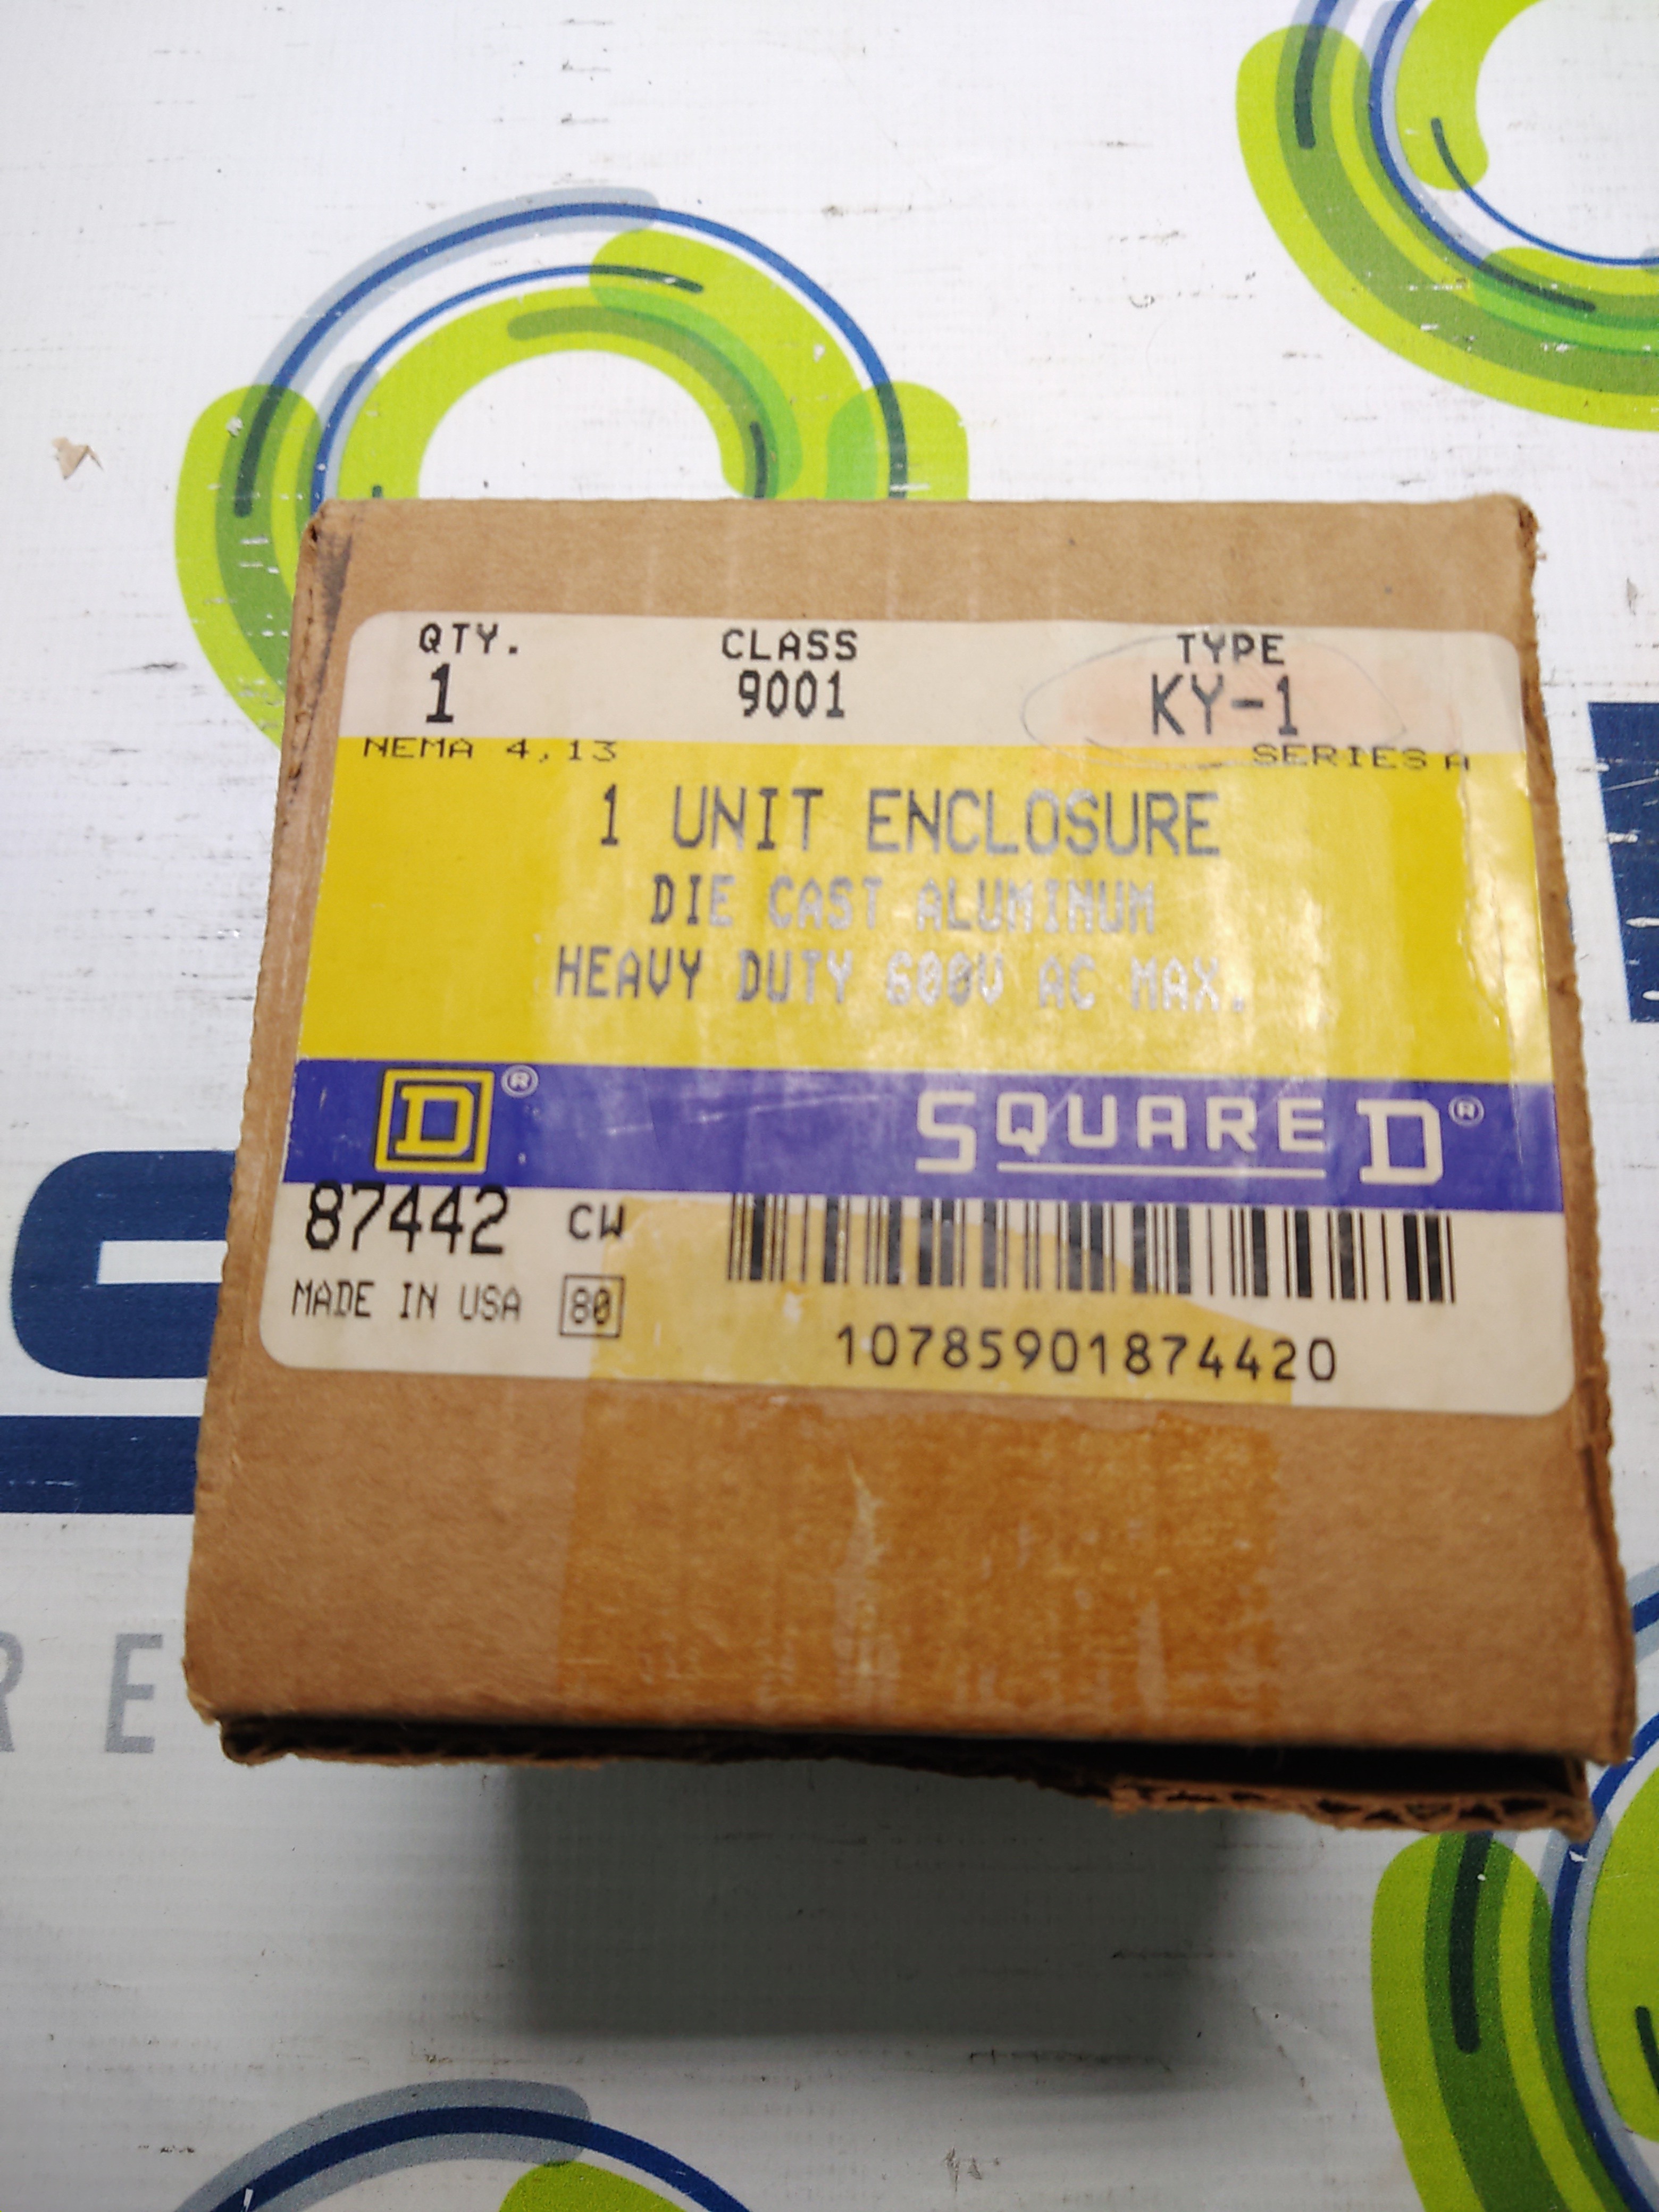 QTY. CLASS TYPE
1 9001 KY-1
NEMA 4,13 SERIES A
1 UNIT ENCLOSURE
DIE CAST ALUMINUM
HEAVY DUTY 600V AC MAX.
D® SQUARE D®
87442 CW
MADE IN USA 80
10785901874420
RE